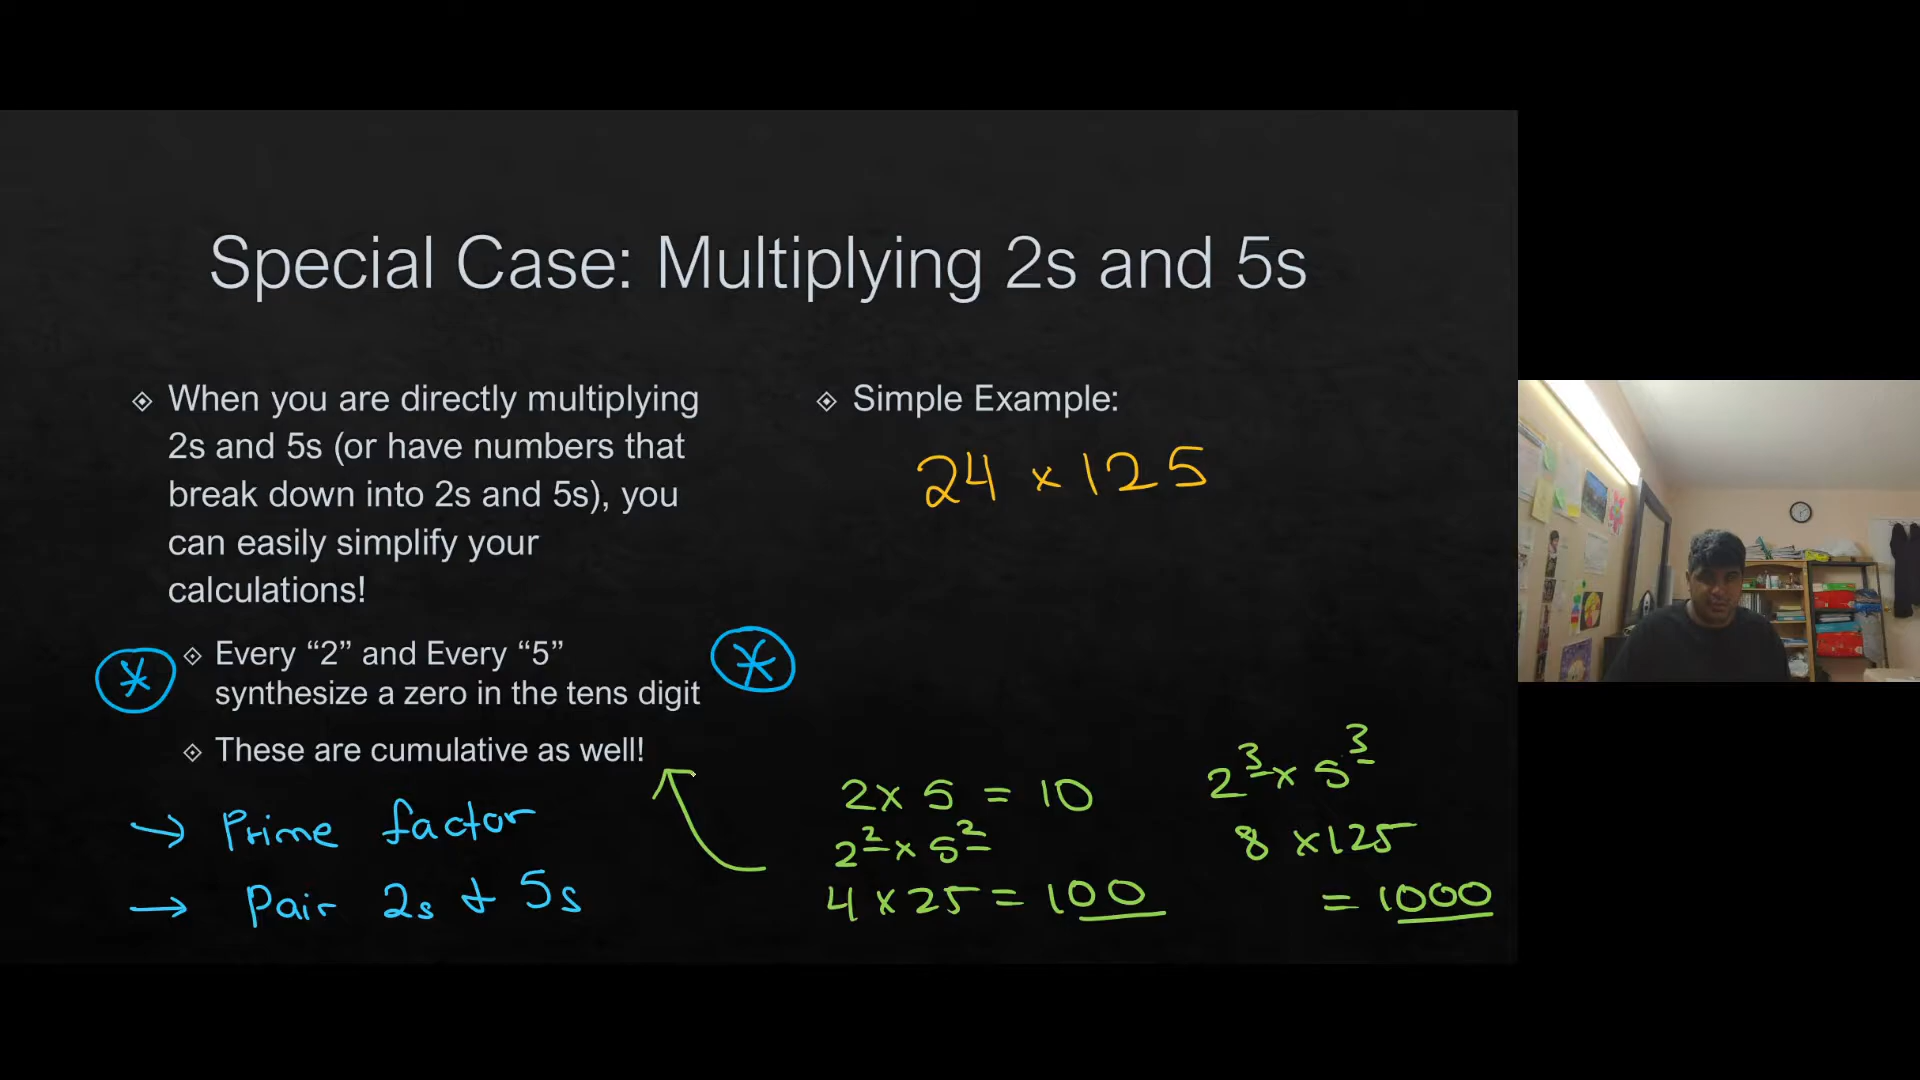 Special Case: Multiplying 2s and 5s
When you are directly multiplying
2s and 5s (or have numbers that
break down into 2s and 5s), you
can easily simplify your
calculations!
Every “2” and Every “5”
synthesize a zero in the tens digit
These are cumulative as well!
→ Prime factor
→ Pair 2s & 5s
Simple Example:
24 × 125
2 × 5 = 10
2² × 5²
4 × 25 = 100
2³ × 5³
8 × 125
= 1000